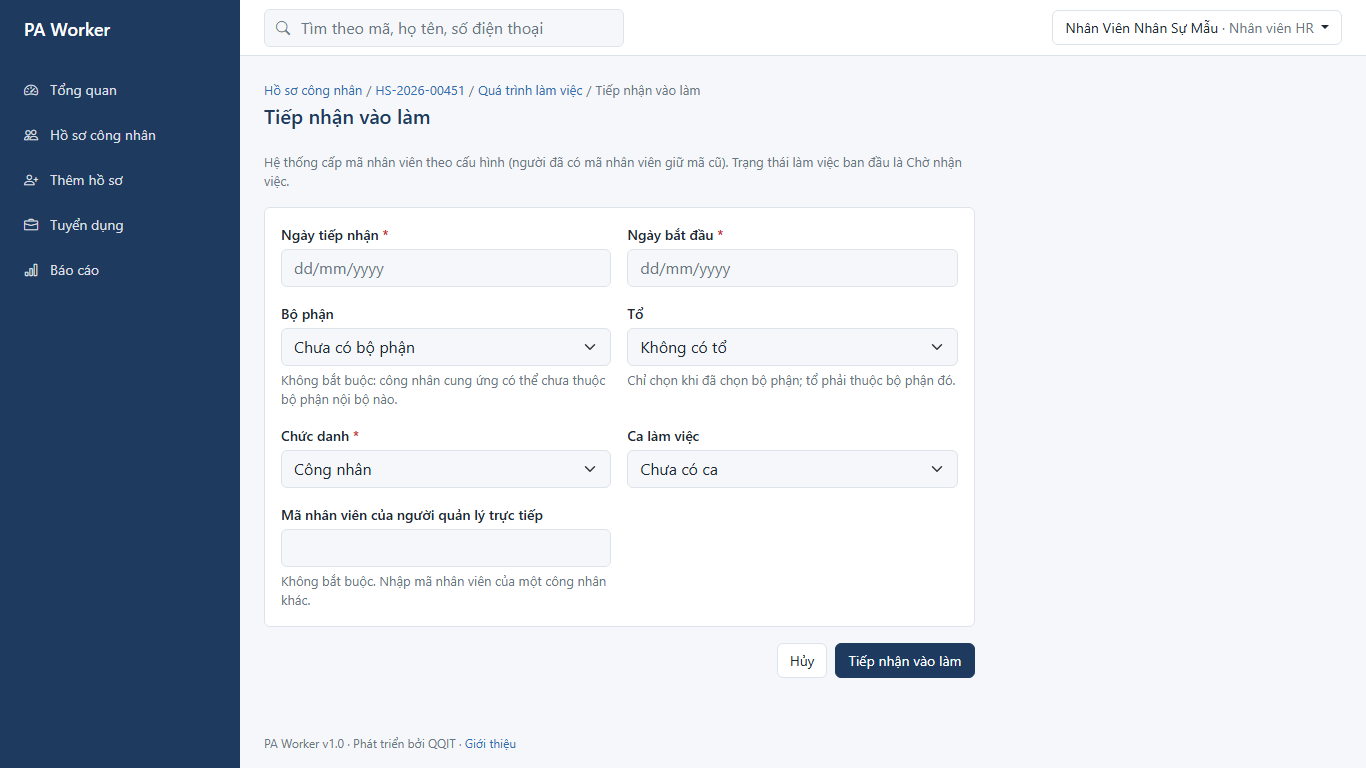 PA Worker
Tìm theo mã, họ tên, số điện thoại
Nhân Viên Nhân Sự Mẫu · Nhân viên HR
Tổng quan
Hồ sơ công nhân
Thêm hồ sơ
Tuyển dụng
Báo cáo
Hồ sơ công nhân / HS-2026-00451 / Quá trình làm việc / Tiếp nhận vào làm
Tiếp nhận vào làm
Hệ thống cấp mã nhân viên theo cấu hình (người đã có mã nhân viên giữ mã cũ). Trạng thái làm việc ban đầu là Chờ nhận
việc.
Ngày tiếp nhận *
Ngày bắt đầu *
dd/mm/yyyy
dd/mm/yyyy
Bộ phận
Tổ
Chưa có bộ phận
Không có tổ
Không bắt buộc: công nhân cung ứng có thể chưa thuộc
bộ phận nội bộ nào.
Chỉ chọn khi đã chọn bộ phận; tổ phải thuộc bộ phận đó.
Chức danh *
Ca làm việc
Công nhân
Chưa có ca
Mã nhân viên của người quản lý trực tiếp
Không bắt buộc. Nhập mã nhân viên của một công nhân
khác.
Hủy
Tiếp nhận vào làm
PA Worker v1.0 · Phát triển bởi QQIT · Giới thiệu